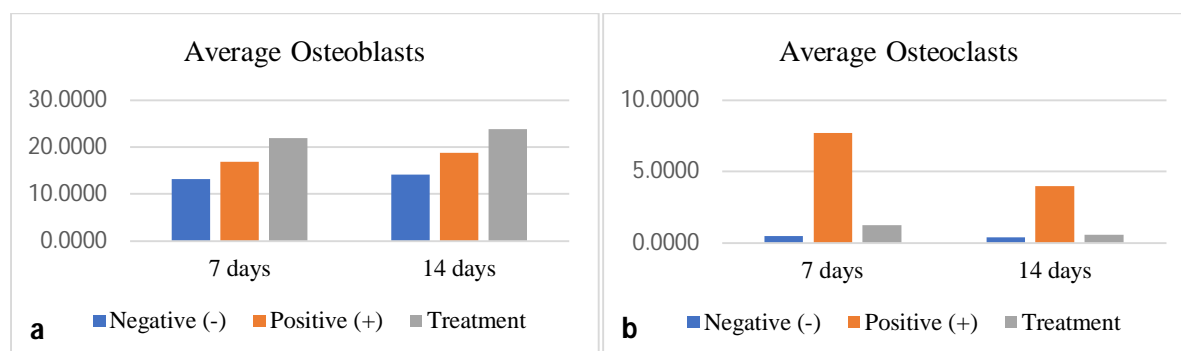 Average Osteoblasts
30.0000
20.0000
10.0000
0.0000
7 days 14 days
a Negative (-) Positive (+) Treatment
Average Osteoclasts
10.0000
5.0000
0.0000
7 days 14 days
b Negative (-) Positive (+) Treatment